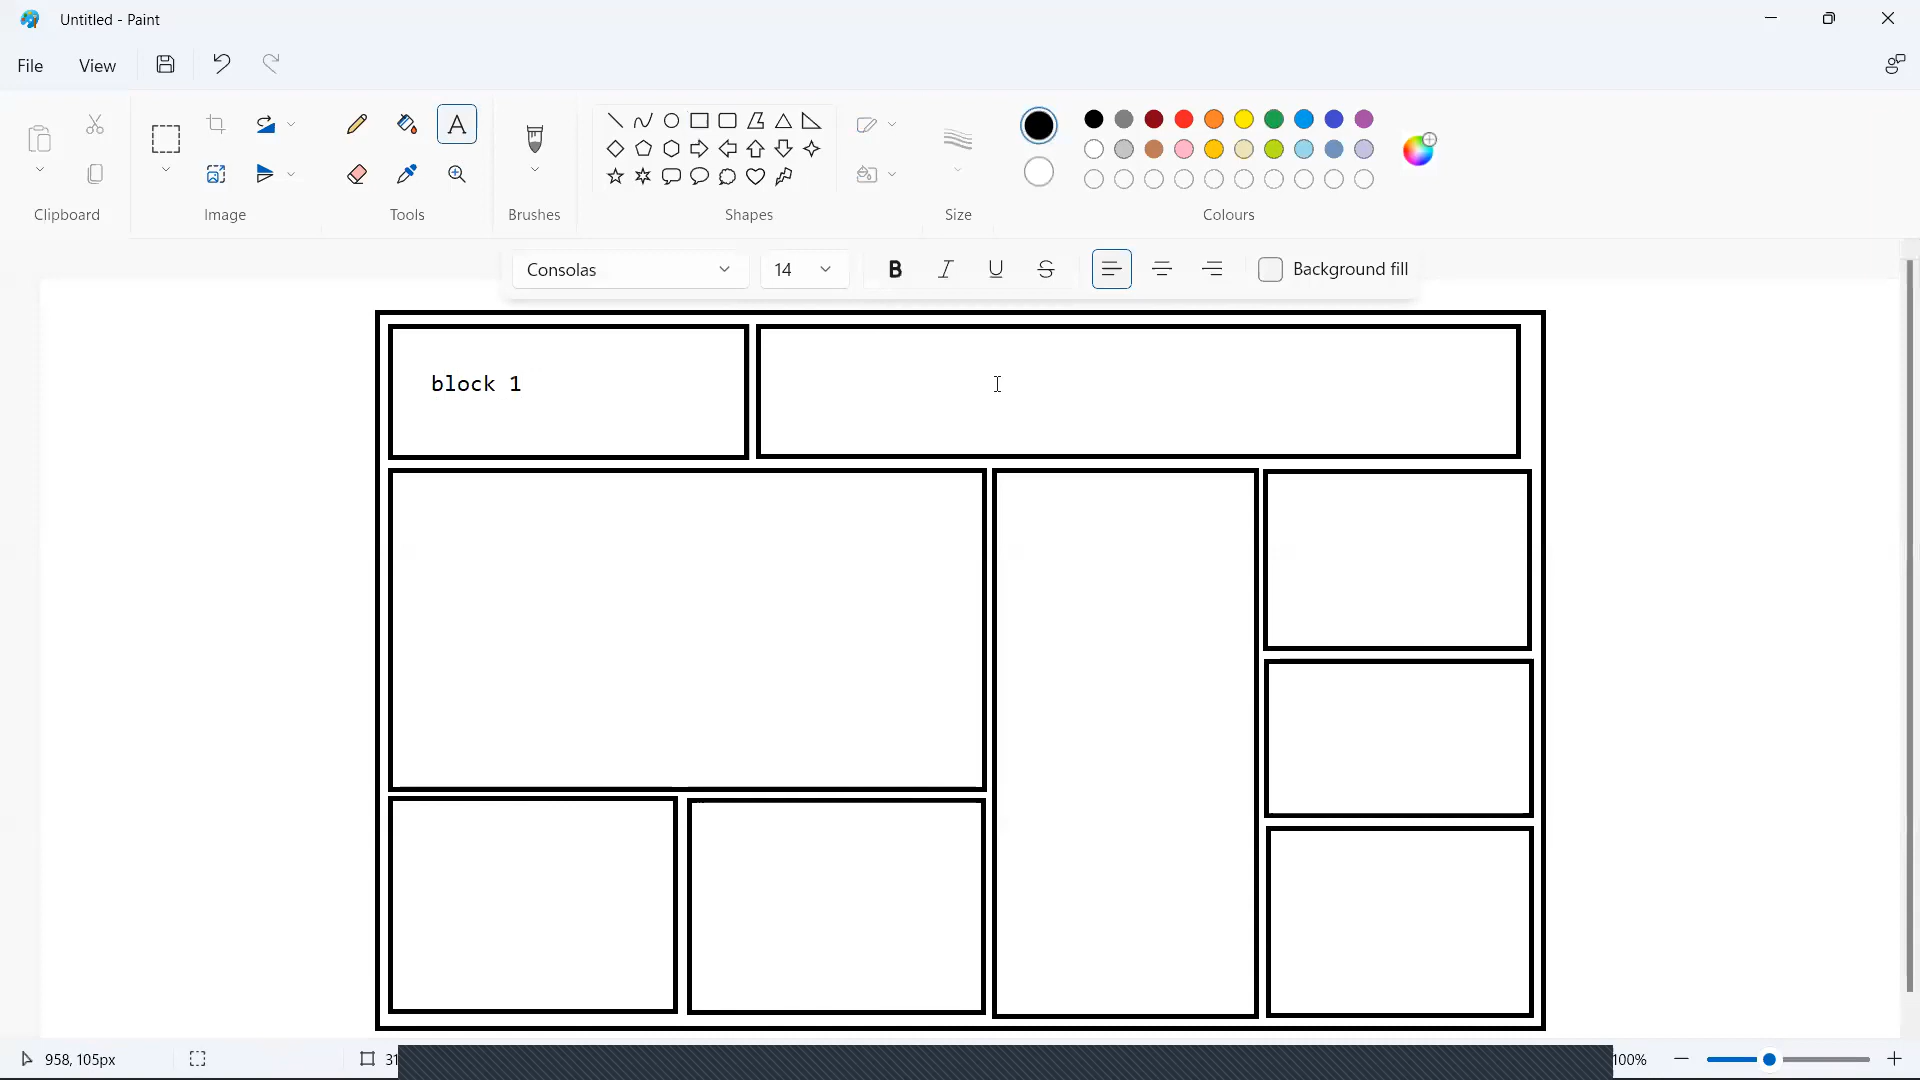 Untitled - Paint
File View
Clipboard Image Tools Brushes Shapes Size Colours
Consolas 14 B I U S Background fill
block 1
958, 105px 31 100%